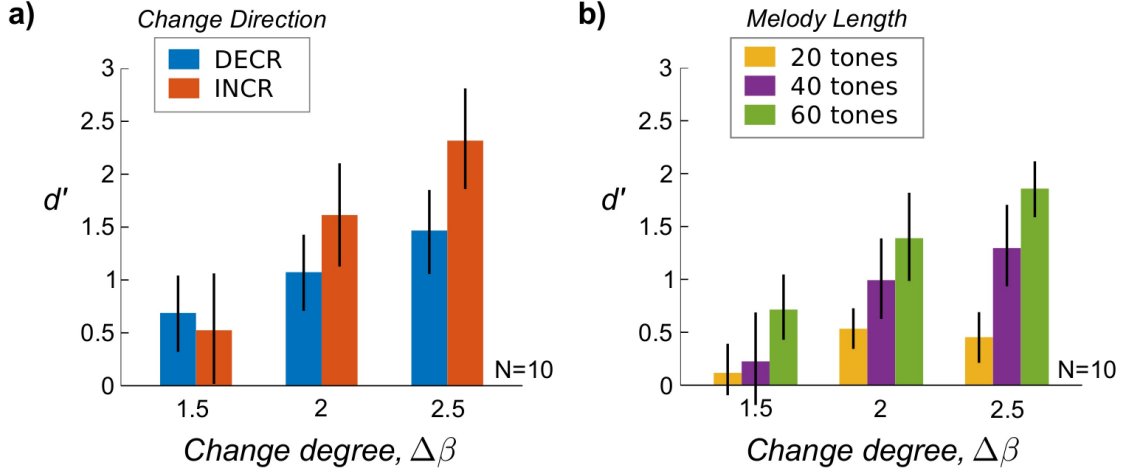 a)
Change Direction
DECR
INCR
3
2.5
2
1.5
1
0.5
0
d'
N=10
1.5 2 2.5
Change degree, Δβ
b)
Melody Length
20 tones
40 tones
60 tones
3
2.5
2
1.5
1
0.5
0
d'
N=10
1.5 2 2.5
Change degree, Δβ